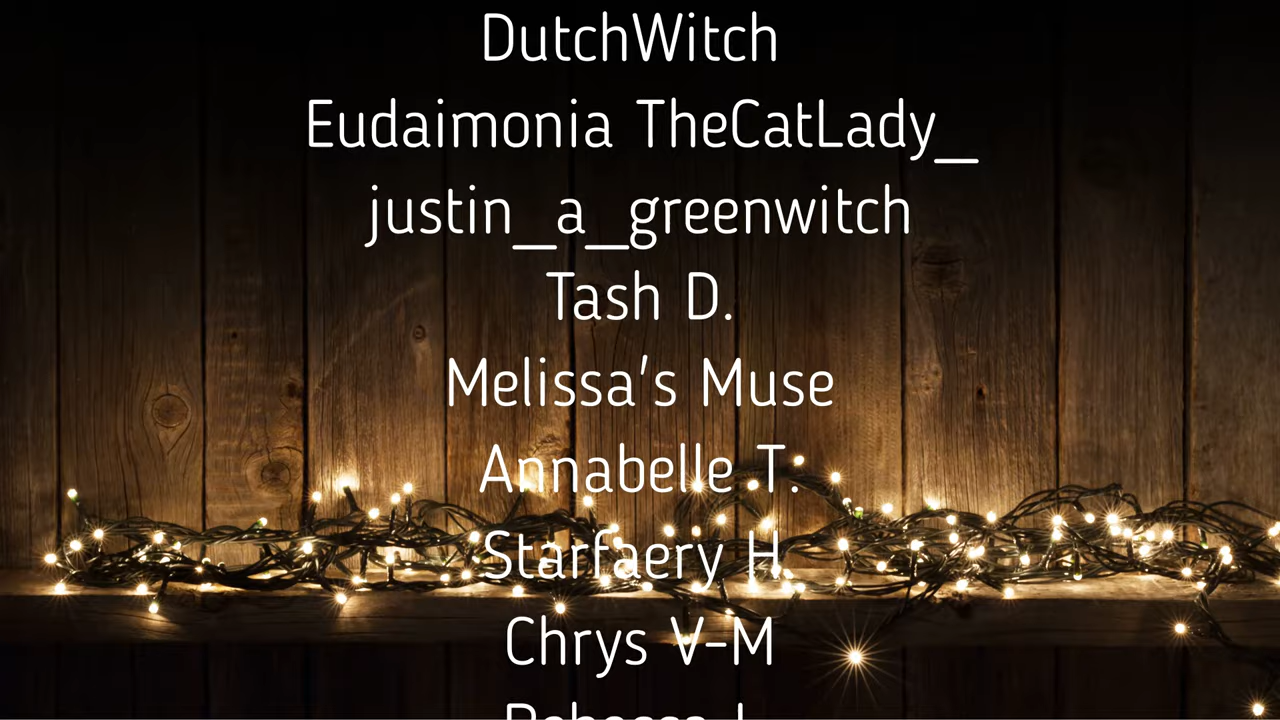 DutchWitch
Eudaimonia TheCatLady_
justin_a_greenwitch
Tash D.
Melissa's Muse
Annabelle T.
Starfaery H.
Chrys V-M